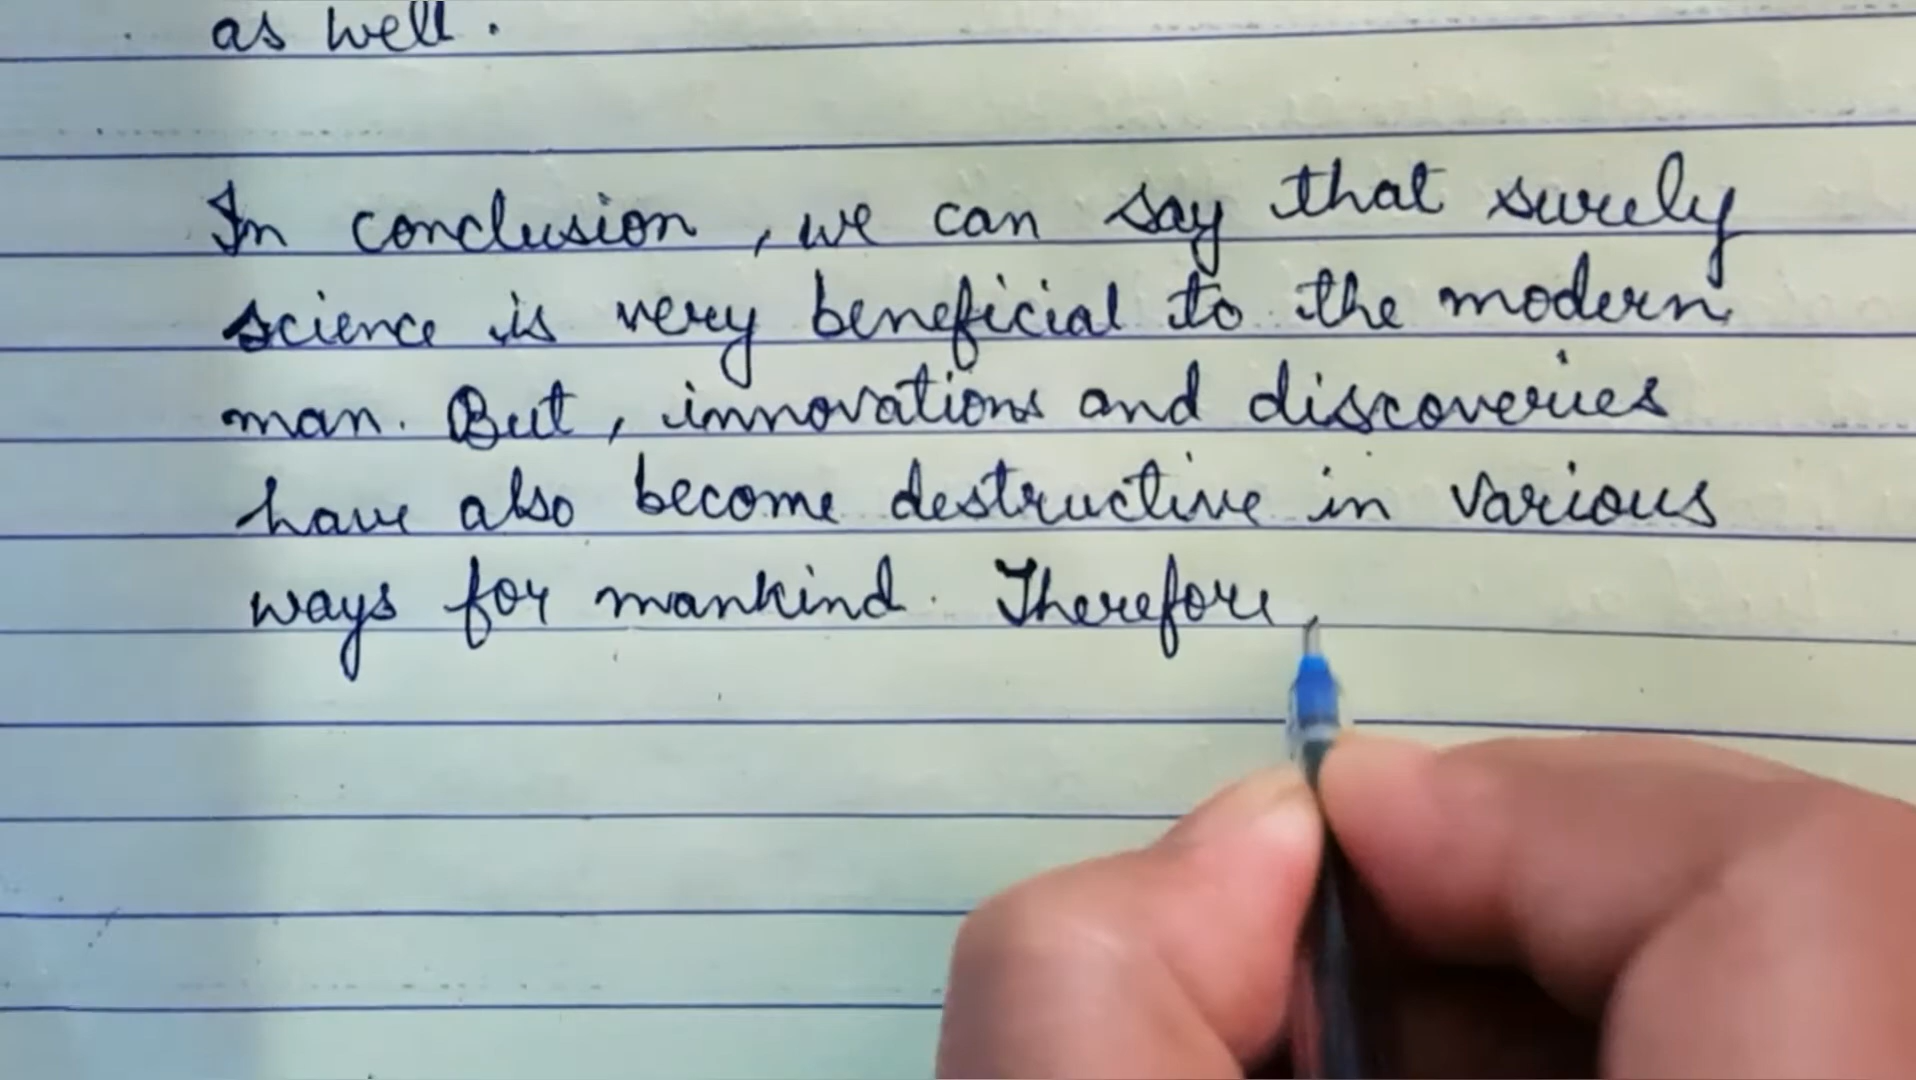 as well.
In conclusion, we can say that surely
science is very beneficial to the modern
man. But, innovations and discoveries
have also become destructive in various
ways for mankind. Therefore,